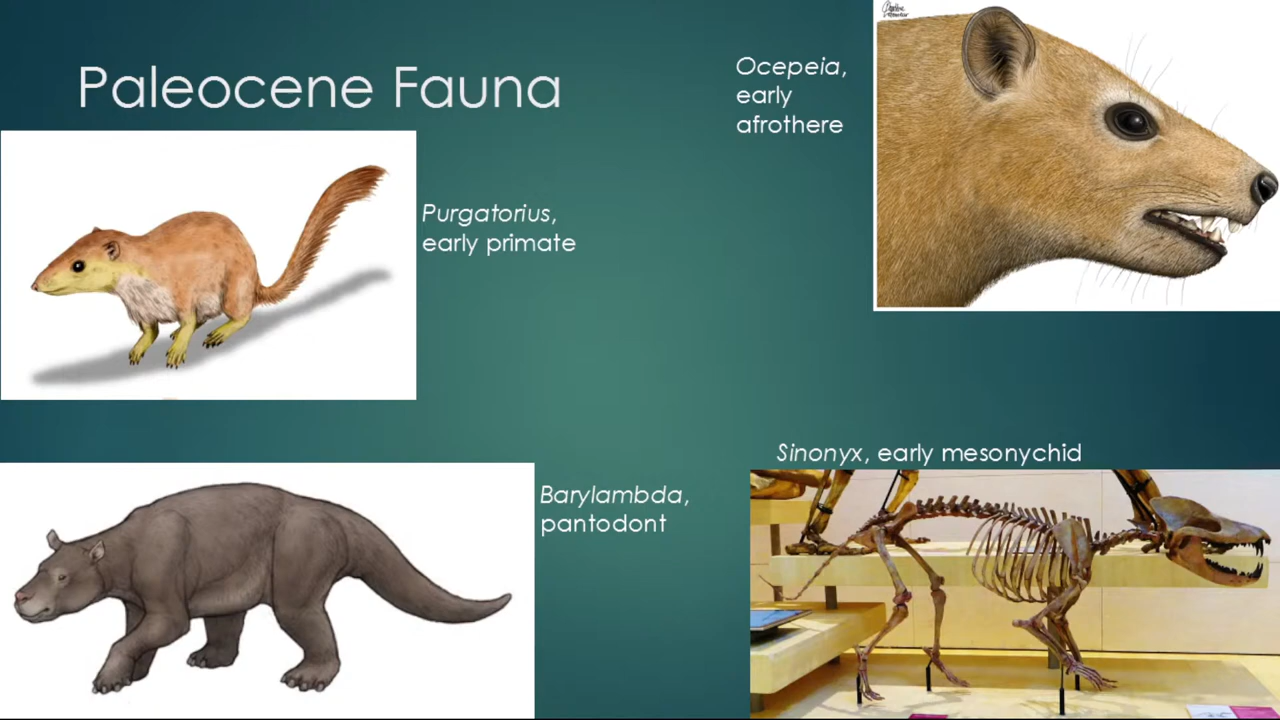 Paleocene Fauna
Ocepeia,
early
afrothere
Purgatorius,
early primate
Sinonyx, early mesonychid
Barylambda,
pantodont